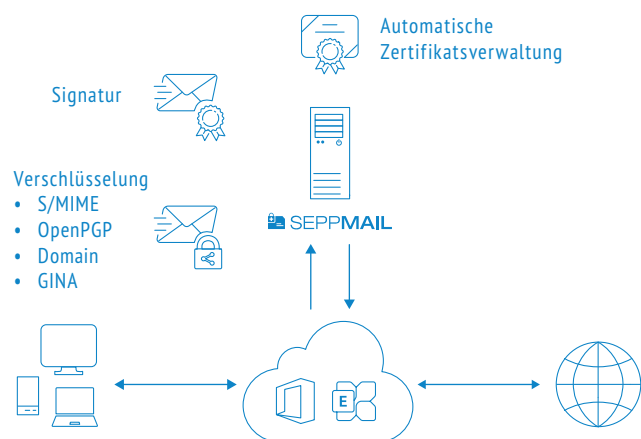 Automatische
Zertifikatsverwaltung
Signatur
Verschlüsselung
• S/MIME
• OpenPGP
• Domain
• GINA
SEPPMAIL
E